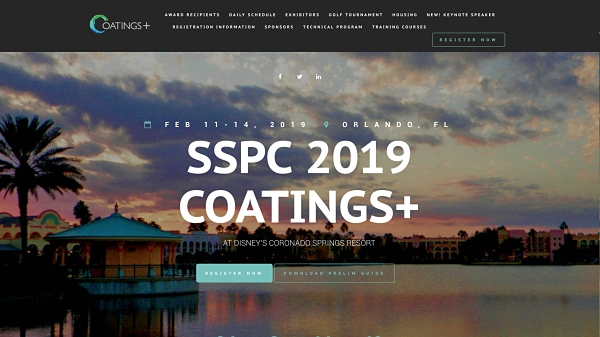 COATINGS+
AWARD RECIPIENTS DAILY SCHEDULE EXHIBITORS GOLF TOURNAMENT HOUSING NEW! KEYNOTE SPEAKER
REGISTRATION INFORMATION SPONSORS TECHNICAL PROGRAM TRAINING COURSES
REGISTER NOW
FEB 11-14, 2019 ORLANDO, FL
SSPC 2019
COATINGS+
AT DISNEY'S CORONADO SPRINGS RESORT
REGISTER NOW DOWNLOAD PRELIM GUIDE